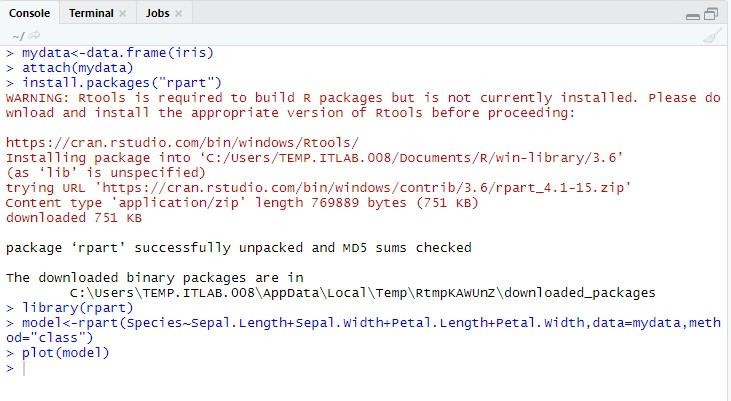 Console Terminal × Jobs ×
~/
> mydata<-data.frame(iris)
> attach(mydata)
> install.packages("rpart")
WARNING: Rtools is required to build R packages but is not currently installed. Please do
wnload and install the appropriate version of Rtools before proceeding:

https://cran.rstudio.com/bin/windows/Rtools/
Installing package into ‘C:/Users/TEMP.ITLAB.008/Documents/R/win-library/3.6’
(as ‘lib’ is unspecified)
trying URL 'https://cran.rstudio.com/bin/windows/contrib/3.6/rpart_4.1-15.zip'
Content type 'application/zip' length 769889 bytes (751 KB)
downloaded 751 KB

package ‘rpart’ successfully unpacked and MD5 sums checked

The downloaded binary packages are in
        C:\Users\TEMP.ITLAB.008\AppData\Local\Temp\RtmpKAWUnZ\downloaded_packages
> library(rpart)
> model<-rpart(Species~Sepal.Length+Sepal.Width+Petal.Length+Petal.Width,data=mydata,meth
od="class")
> plot(model)
>